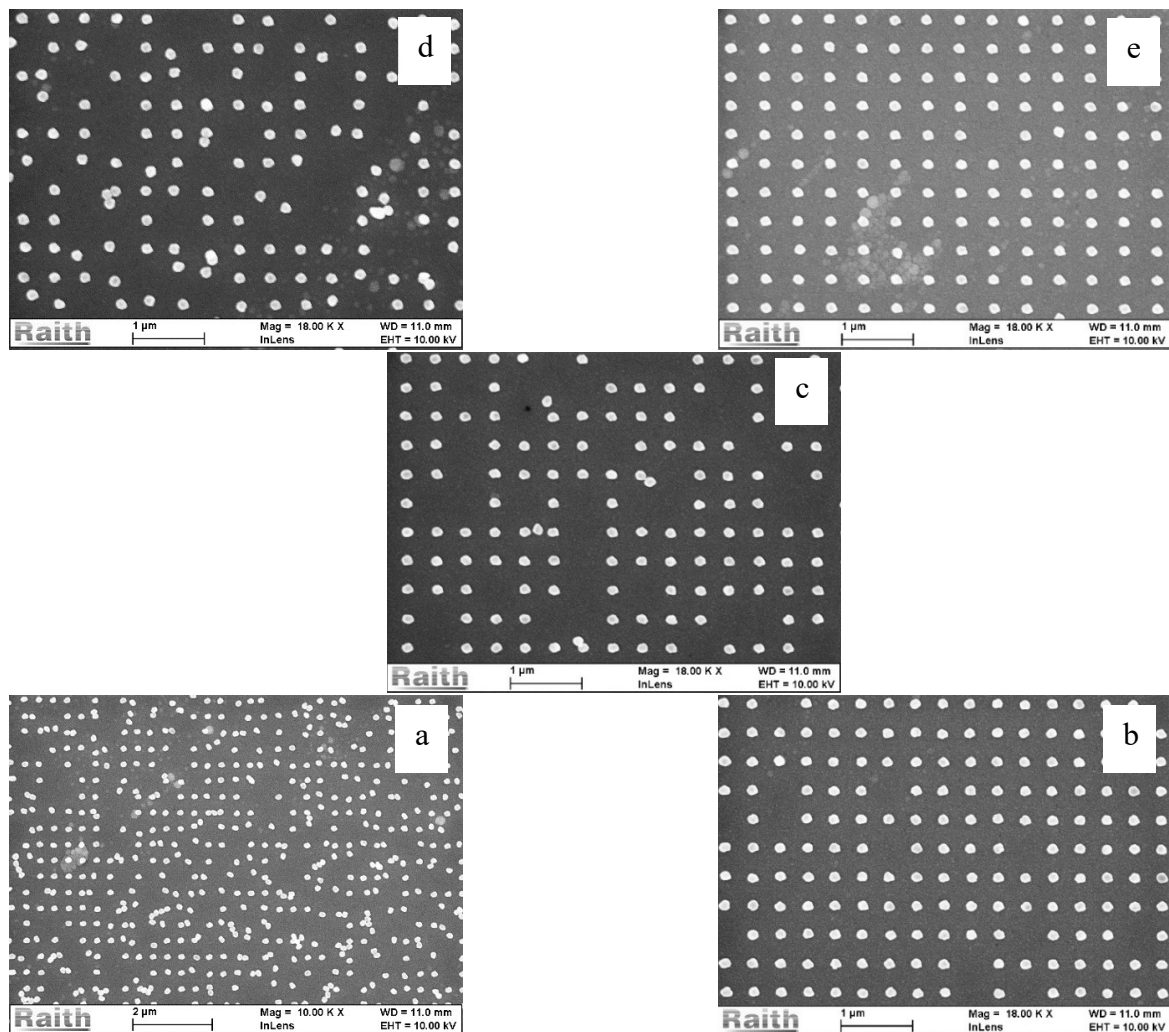 d
1 µm
Mag = 18.00 K X
WD = 11.0 mm
Raith
InLens
EHT = 10.00 kV
e
1 µm
Mag = 18.00 K X
WD = 11.0 mm
Raith
InLens
EHT = 10.00 kV
c
1 µm
Mag = 18.00 K X
WD = 11.0 mm
Raith
InLens
EHT = 10.00 kV
a
2 µm
Mag = 10.00 K X
WD = 11.0 mm
Raith
InLens
EHT = 10.00 kV
b
1 µm
Mag = 18.00 K X
WD = 11.0 mm
Raith
InLens
EHT = 10.00 kV